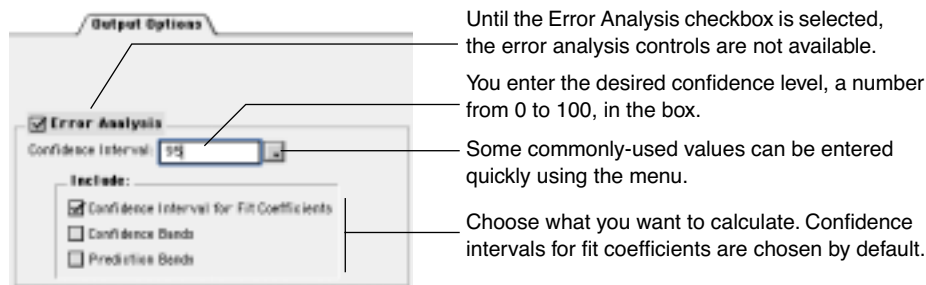 Output Options
Until the Error Analysis checkbox is selected,
the error analysis controls are not available.
You enter the desired confidence level, a number
from 0 to 100, in the box.
Error Analysis
Confidence Interval: 95
Some commonly-used values can be entered
quickly using the menu.
Include:
Confidence Interval for Fit Coefficients
Confidence Bands
Prediction Bands
Choose what you want to calculate. Confidence
intervals for fit coefficients are chosen by default.